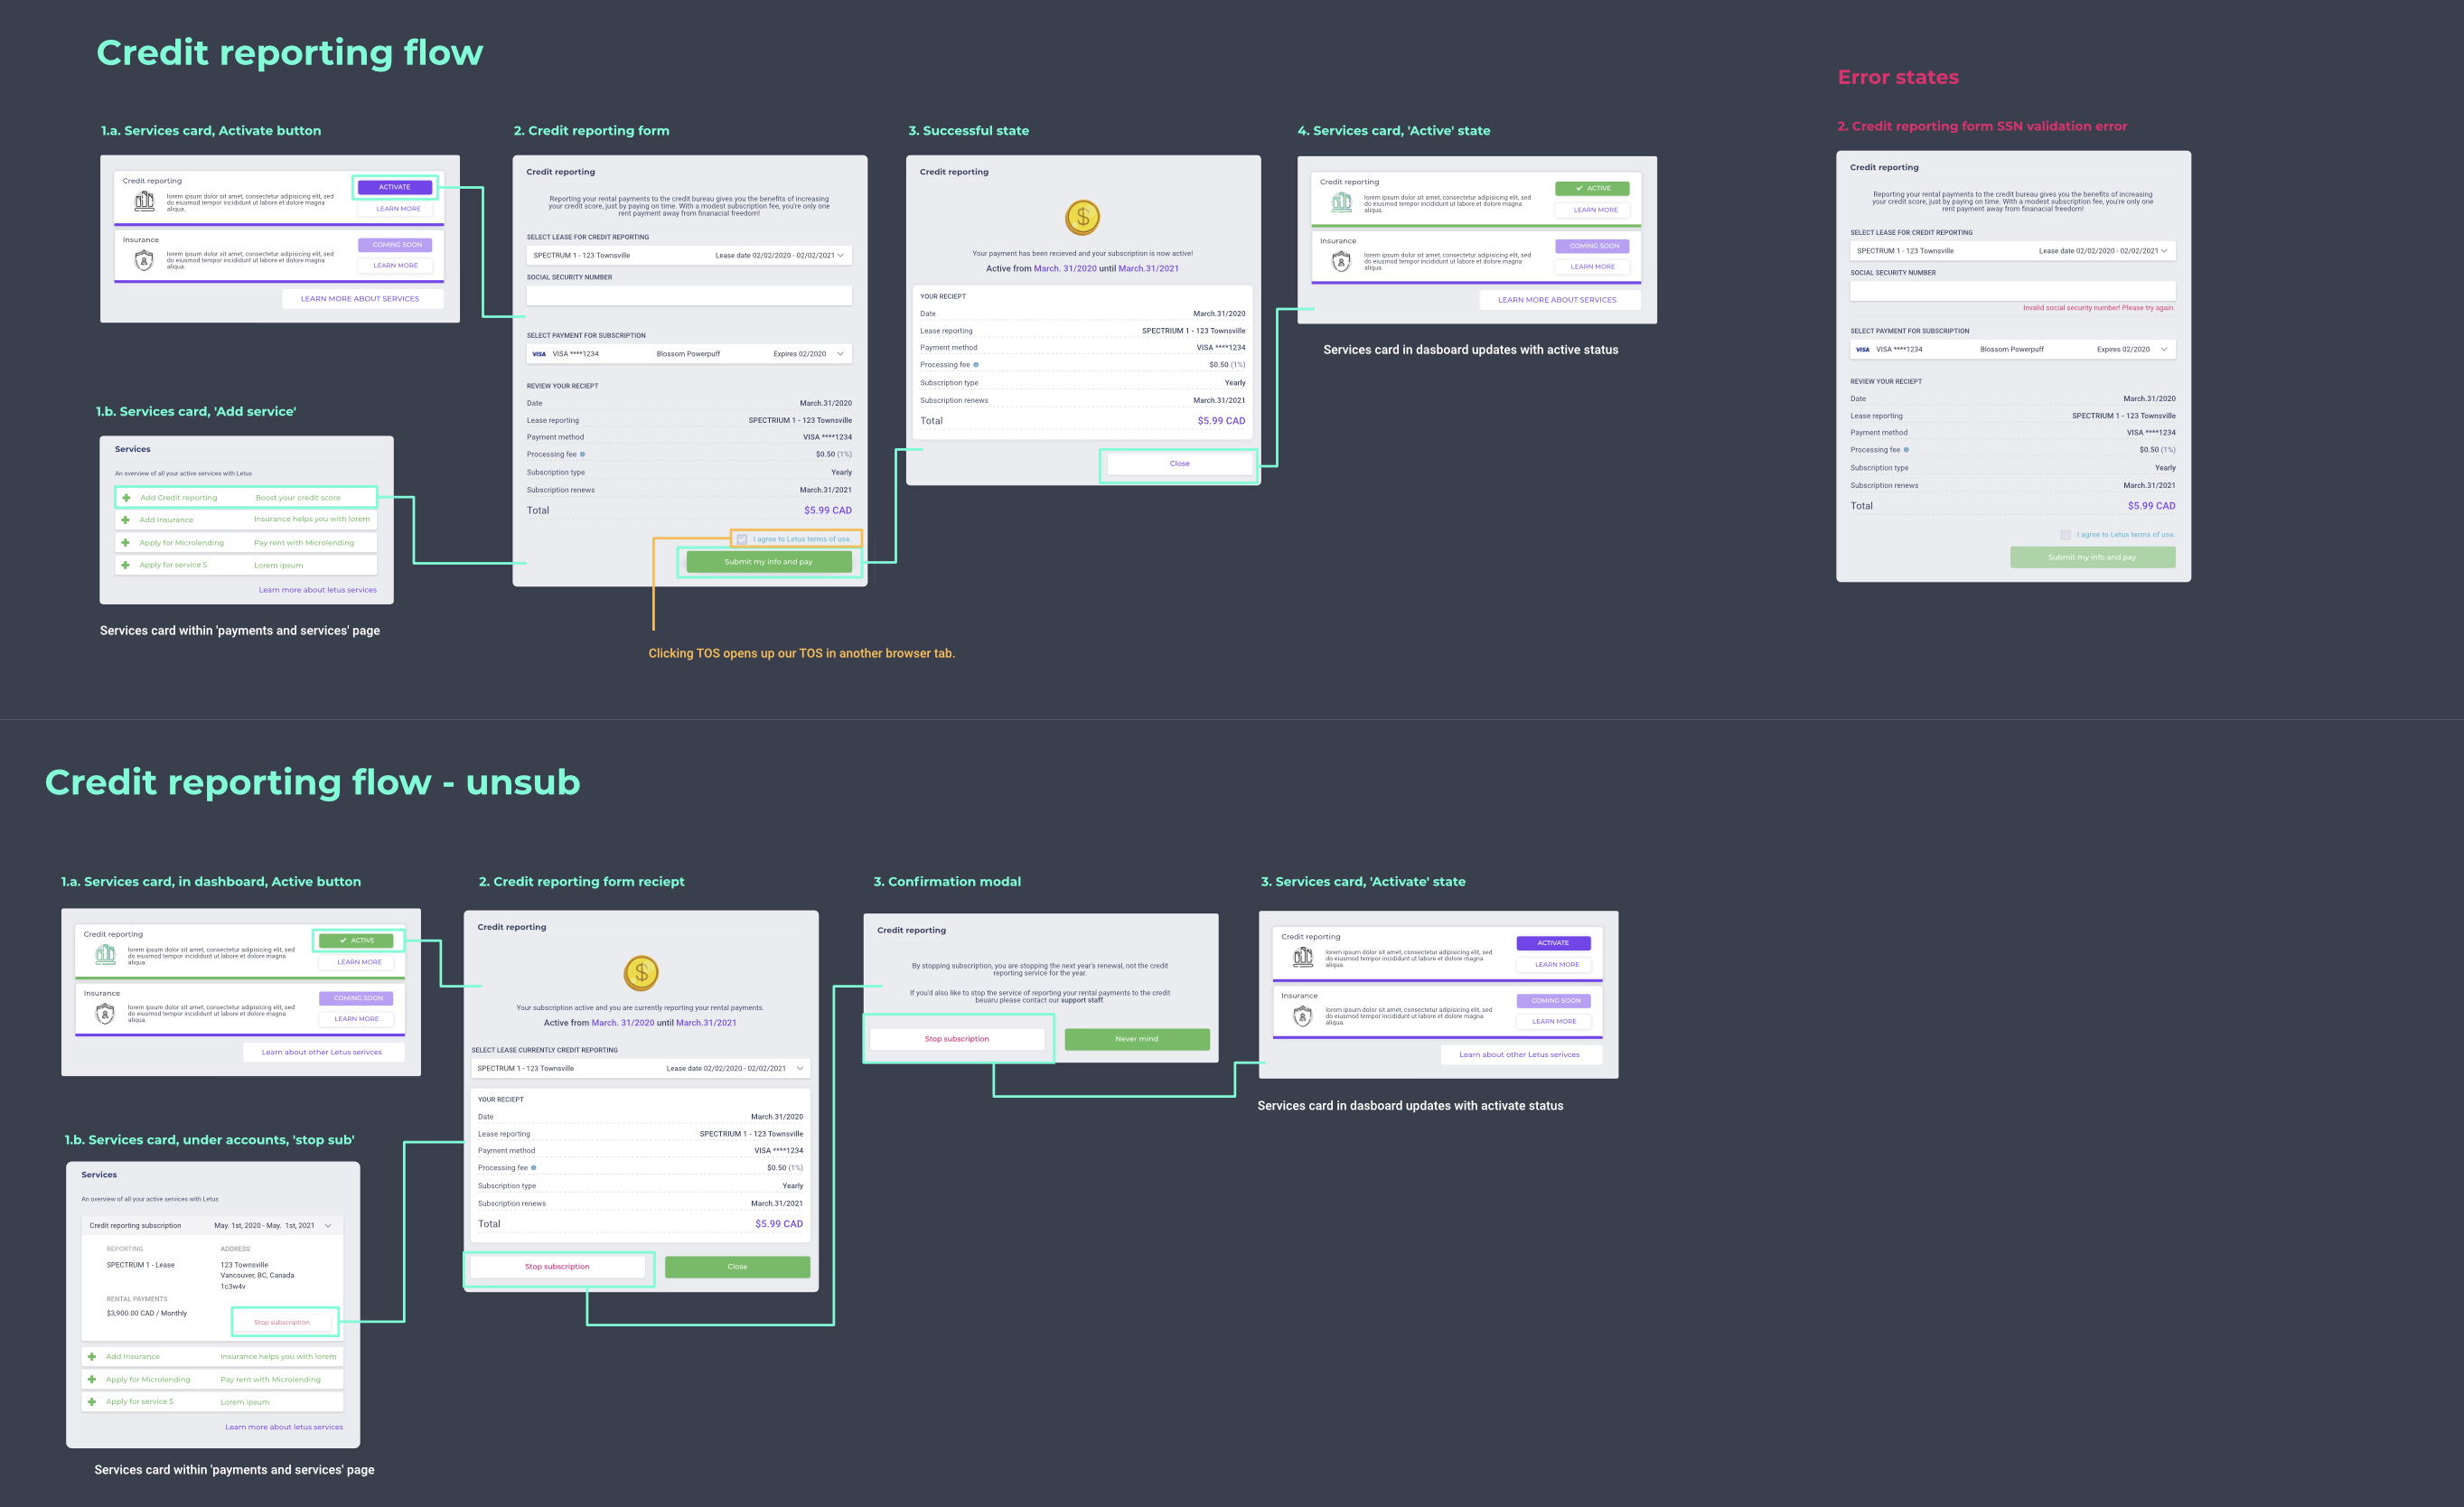 Credit reporting flow
1.a. Services card, Activate button
Credit reporting
lorem ipsum dolor sit amet, consectetur adipisicing elit, sed
do eiusmod tempor incididunt ut labore et dolore magna
aliqua.
ACTIVATE
LEARN MORE
Insurance
lorem ipsum dolor sit amet, consectetur adipisicing elit, sed
do eiusmod tempor incididunt ut labore et dolore magna
aliqua.
COMING SOON
LEARN MORE
LEARN MORE ABOUT SERVICES
1.b. Services card, 'Add service'
Services
An overview of all your active services with Letus
Add Credit reporting Boost your credit score
Add Insurance Insurance helps you with lorem
Apply for Microlending Pay rent with Microlending
Apply for service 5 Lorem ipsum
Learn more about letus services
Services card within 'payments and services' page
2. Credit reporting form
Credit reporting
Reporting your rental payments to the credit bureau gives you the benefits of increasing
your credit score, just by paying on time. With a modest subscription fee, you're only one
rent payment away from finanacial freedom!
SELECT LEASE FOR CREDIT REPORTING
SPECTRUM 1 - 123 Townsville Lease date 02/02/2020 - 02/02/2021
SOCIAL SECURITY NUMBER
SELECT PAYMENT FOR SUBSCRIPTION
VISA VISA ****1234 Blossom Powerpuff Expires 02/2020
REVIEW YOUR RECIEPT
Date March.31/2020
Lease reporting SPECTRIUM 1 - 123 Townsville
Payment method VISA ****1234
Processing fee $0.50 (1%)
Subscription type Yearly
Subscription renews March.31/2021
Total $5.99 CAD
I agree to Letus terms of use.
Submit my info and pay
Clicking TOS opens up our TOS in another browser tab.
3. Successful state
Credit reporting
$
Your payment has been recieved and your subscription is now active!
Active from March. 31/2020 until March.31/2021
YOUR RECIEPT
Date March.31/2020
Lease reporting SPECTRIUM 1 - 123 Townsville
Payment method VISA ****1234
Processing fee $0.50 (1%)
Subscription type Yearly
Subscription renews March.31/2021
Total $5.99 CAD
Close
4. Services card, 'Active' state
Credit reporting
lorem ipsum dolor sit amet, consectetur adipisicing elit, sed
do eiusmod tempor incididunt ut labore et dolore magna
aliqua.
ACTIVE
LEARN MORE
Insurance
lorem ipsum dolor sit amet, consectetur adipisicing elit, sed
do eiusmod tempor incididunt ut labore et dolore magna
aliqua.
COMING SOON
LEARN MORE
LEARN MORE ABOUT SERVICES
Services card in dasboard updates with active status
Error states
2. Credit reporting form SSN validation error
Credit reporting
Reporting your rental payments to the credit bureau gives you the benefits of increasing
your credit score, just by paying on time. With a modest subscription fee, you're only one
rent payment away from finanacial freedom!
SELECT LEASE FOR CREDIT REPORTING
SPECTRUM 1 - 123 Townsville Lease date 02/02/2020 - 02/02/2021
SOCIAL SECURITY NUMBER
Invalid social security number! Please try again.
SELECT PAYMENT FOR SUBSCRIPTION
VISA VISA ****1234 Blossom Powerpuff Expires 02/2020
REVIEW YOUR RECIEPT
Date March.31/2020
Lease reporting SPECTRIUM 1 - 123 Townsville
Payment method VISA ****1234
Processing fee $0.50 (1%)
Subscription type Yearly
Subscription renews March.31/2021
Total $5.99 CAD
I agree to Letus terms of use.
Submit my info and pay
Credit reporting flow - unsub
1.a. Services card, in dashboard, Active button
Credit reporting
lorem ipsum dolor sit amet, consectetur adipisicing elit, sed
do eiusmod tempor incididunt ut labore et dolore magna
aliqua.
ACTIVE
LEARN MORE
Insurance
lorem ipsum dolor sit amet, consectetur adipisicing elit, sed
do eiusmod tempor incididunt ut labore et dolore magna
aliqua.
COMING SOON
LEARN MORE
Learn about other Letus serivces
1.b. Services card, under accounts, 'stop sub'
Services
An overview of all your active services with Letus
Credit reporting subscription May. 1st, 2020 - May. 1st, 2021
REPORTING ADDRESS
SPECTRUM 1 - Lease 123 Townsville
Vancouver, BC, Canada
1c3w4v
RENTAL PAYMENTS
$3,900.00 CAD / Monthly
Stop subscription
Add Insurance Insurance helps you with lorem
Apply for Microlending Pay rent with Microlending
Apply for service 5 Lorem ipsum
Learn more about letus services
Services card within 'payments and services' page
2. Credit reporting form reciept
Credit reporting
$
Your subscription active and you are currently reporting your rental payments.
Active from March. 31/2020 until March.31/2021
SELECT LEASE CURRENTLY CREDIT REPORTING
SPECTRUM 1 - 123 Townsville Lease date 02/02/2020 - 02/02/2021
YOUR RECIEPT
Date March.31/2020
Lease reporting SPECTRIUM 1 - 123 Townsville
Payment method VISA ****1234
Processing fee $0.50 (1%)
Subscription type Yearly
Subscription renews March.31/2021
Total $5.99 CAD
Stop subscription Close
3. Confirmation modal
Credit reporting
By stopping subscription, you are stopping the next year's renewal, not the credit
reporting service for the year.
If you'd also like to stop the service of reporting your rental payments to the credit
beuaru please contact our support staff.
Stop subscription Never mind
3. Services card, 'Activate' state
Credit reporting
lorem ipsum dolor sit amet, consectetur adipisicing elit, sed
do eiusmod tempor incididunt ut labore et dolore magna
aliqua.
ACTIVATE
LEARN MORE
Insurance
lorem ipsum dolor sit amet, consectetur adipisicing elit, sed
do eiusmod tempor incididunt ut labore et dolore magna
aliqua.
COMING SOON
LEARN MORE
Learn about other Letus serivces
Services card in dasboard updates with activate status